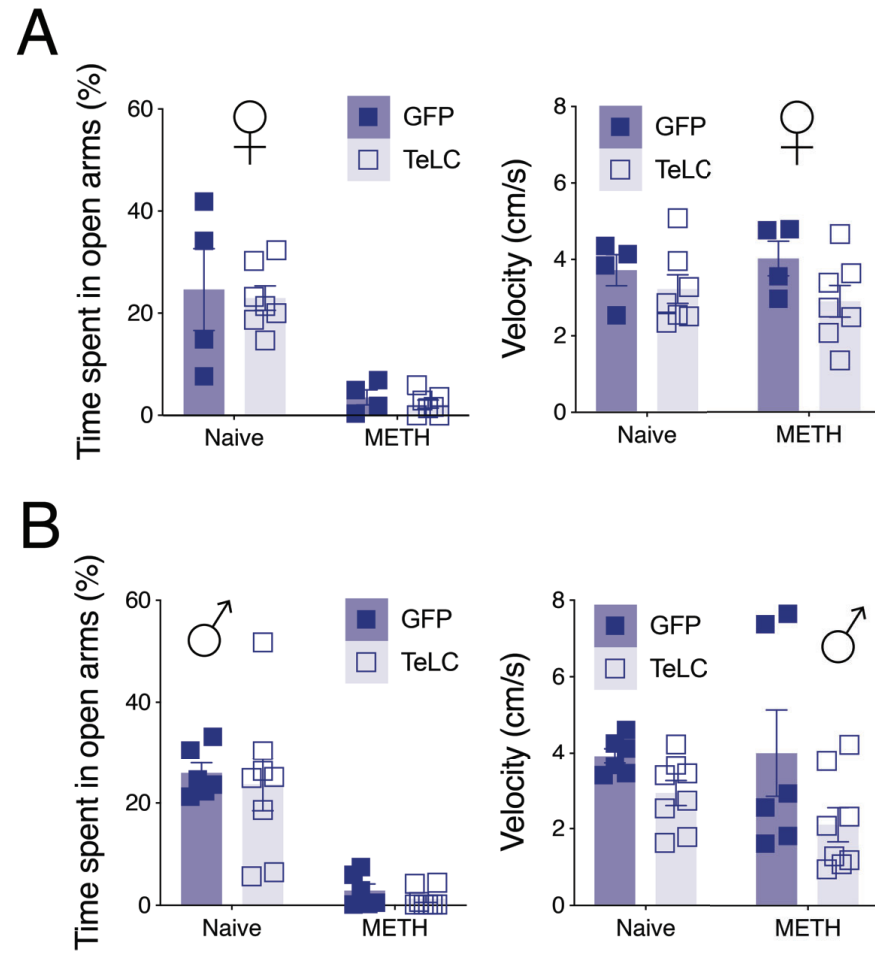 A
Time spent in open arms (%)
60
40
20
0
♀
GFP
TeLC
Naive
METH
Velocity (cm/s)
8
6
4
2
0
GFP
TeLC
♀
Naive
METH
B
Time spent in open arms (%)
60
40
20
0
♂
GFP
TeLC
Naive
METH
Velocity (cm/s)
8
6
4
2
0
GFP
TeLC
♂
Naive
METH